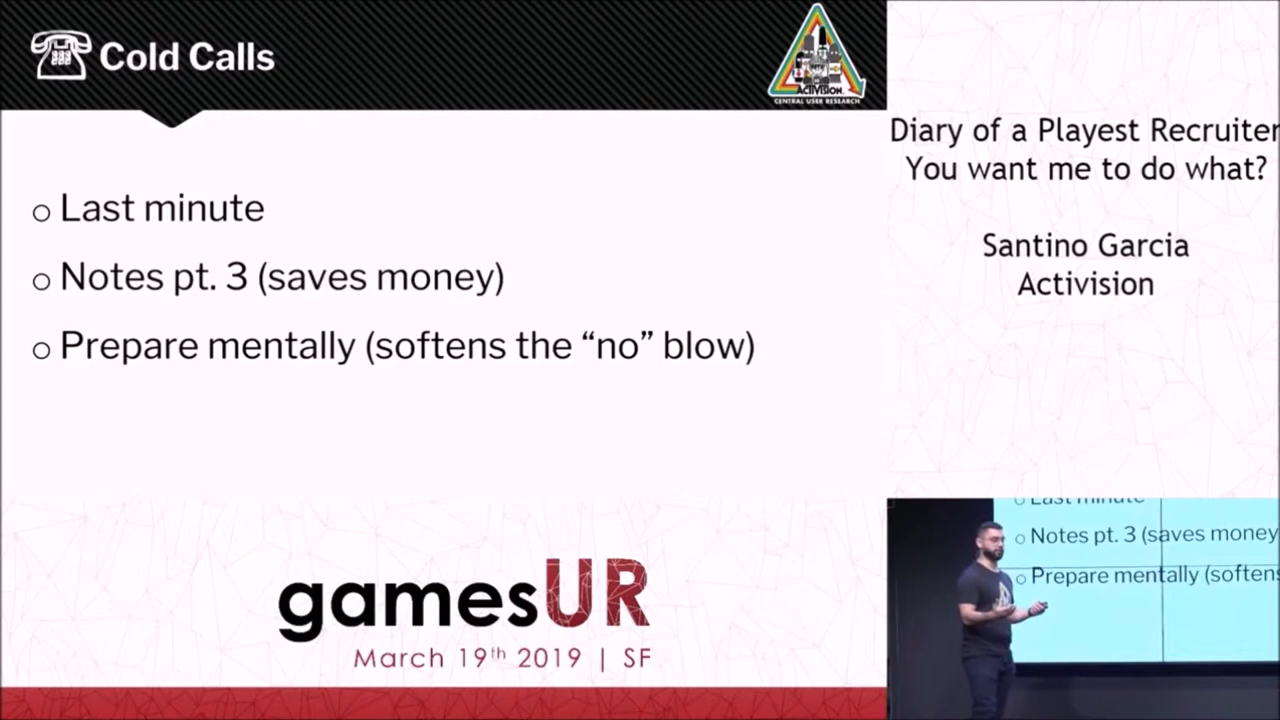 Cold Calls
ACTIVISION.
CENTRAL USER RESEARCH
Last minute
Notes pt. 3 (saves money)
Prepare mentally (softens the “no” blow)
gamesUR
March 19th 2019 | SF
Diary of a Playest Recruiter
You want me to do what?
Santino Garcia
Activision
Last minute
Notes pt. 3 (saves money
Prepare mentally (softens